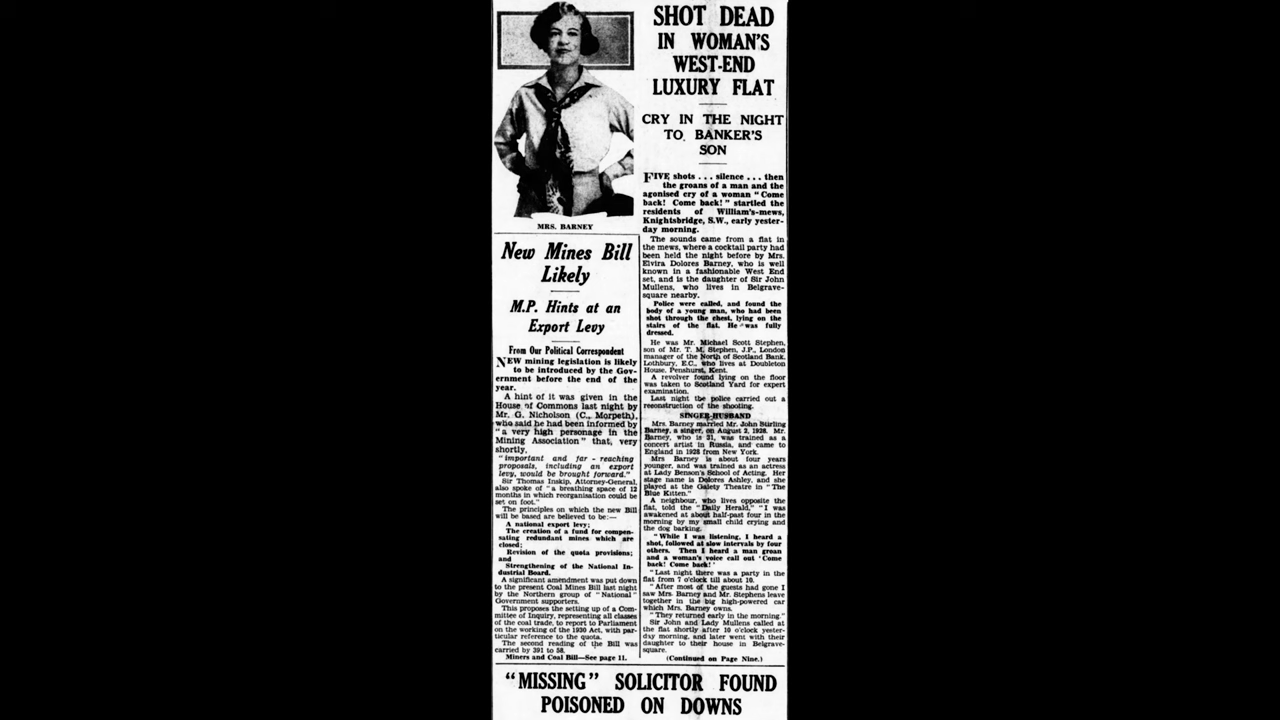 MRS. BARNEY
New Mines Bill
Likely
M.P. Hints at an
Export Levy
From Our Political Correspondent
NEW mining legislation is likely
to be introduced by the Gov-
ernment before the end of the
year.
A hint of it was given in the
House of Commons last night by
Mr. G. Nicholson (C., Morpeth),
who said he had been informed by
"a very high personage in the
Mining Association" that, very
shortly,
"important and far - reaching
proposals, including an export
levy, would be brought forward."
Sir Thomas Inskip, Attorney-General,
also spoke of "a breathing space of 12
months in which reorganisation could be
set on foot."
The principles on which the new Bill
will be based are believed to be:—
A national export levy;
The creation of a fund for compen-
sating redundant mines which are
closed;
Revision of the quota provisions;
and
Strengthening of the National In-
dustrial Board.
A significant amendment was put down
to the present Coal Mines Bill last night
by the Northern group of "National"
Government supporters.
This proposes the setting up of a Com-
mittee of Inquiry, representing all classes
of the coal trade, to report to Parliament
on the working of the 1930 Act, with par-
ticular reference to the quota.
The second reading of the Bill was
carried by 391 to 58.
Miners and Coal Bill—See page 11.
SHOT DEAD
IN WOMAN'S
WEST-END
LUXURY FLAT
CRY IN THE NIGHT
TO BANKER'S
SON
FIVE shots . . . silence . . . then
the groans of a man and the
agonised cry of a woman "Come
back! Come back!" startled the
residents of William's-mews,
Knightsbridge, S.W., early yester-
day morning.
The sounds came from a flat in
the mews, where a cocktail party had
been held the night before by Mrs.
Elvira Dolores Barney, who is well
known in a fashionable West End
set, and is the daughter of Sir John
Mullens, who lives in Belgrave-
square nearby.
Police were called, and found the
body of a young man, who had been
shot through the chest, lying on the
stairs of the flat. He was fully
dressed.
He was Mr. Michael Scott Stephen,
son of Mr. T. M. Stephen, J.P., London
manager of the North of Scotland Bank,
Lothbury, E.C., who lives at Doubleton
House, Penshurst, Kent.
A revolver found lying on the floor
was taken to Scotland Yard for expert
examination.
Last night the police carried out a
reconstruction of the shooting.
SINGER-HUSBAND
Mrs. Barney married Mr. John Stirling
Barney, a singer, on August 2, 1928. Mr.
Barney, who is 31, was trained as a
concert artist in Russia, and came to
England in 1928 from New York.
Mrs Barney is about four years
younger, and was trained as an actress
at Lady Benson's School of Acting. Her
stage name is Dolores Ashley, and she
played at the Gaiety Theatre in "The
Blue Kitten."
A neighbour, who lives opposite the
flat, told the "Daily Herald," "I was
awakened at about half-past four in the
morning by my small child crying and
the dog barking.
"While I was listening, I heard a
shot, followed at slow intervals by four
others. Then I heard a man groan
and a woman's voice call out 'Come
back! Come back!'
"Last night there was a party in the
flat from 7 o'clock till about 10.
"After most of the guests had gone I
saw Mrs. Barney and Mr. Stephens leave
together in the big high-powered car
which Mrs. Barney owns.
"They returned early in the morning."
Sir John and Lady Mullens called at
the flat shortly after 10 o'clock yester-
day morning, and later went with their
daughter to their house in Belgrave-
square.
(Continued on Page Nine.)
"MISSING" SOLICITOR FOUND
POISONED ON DOWNS